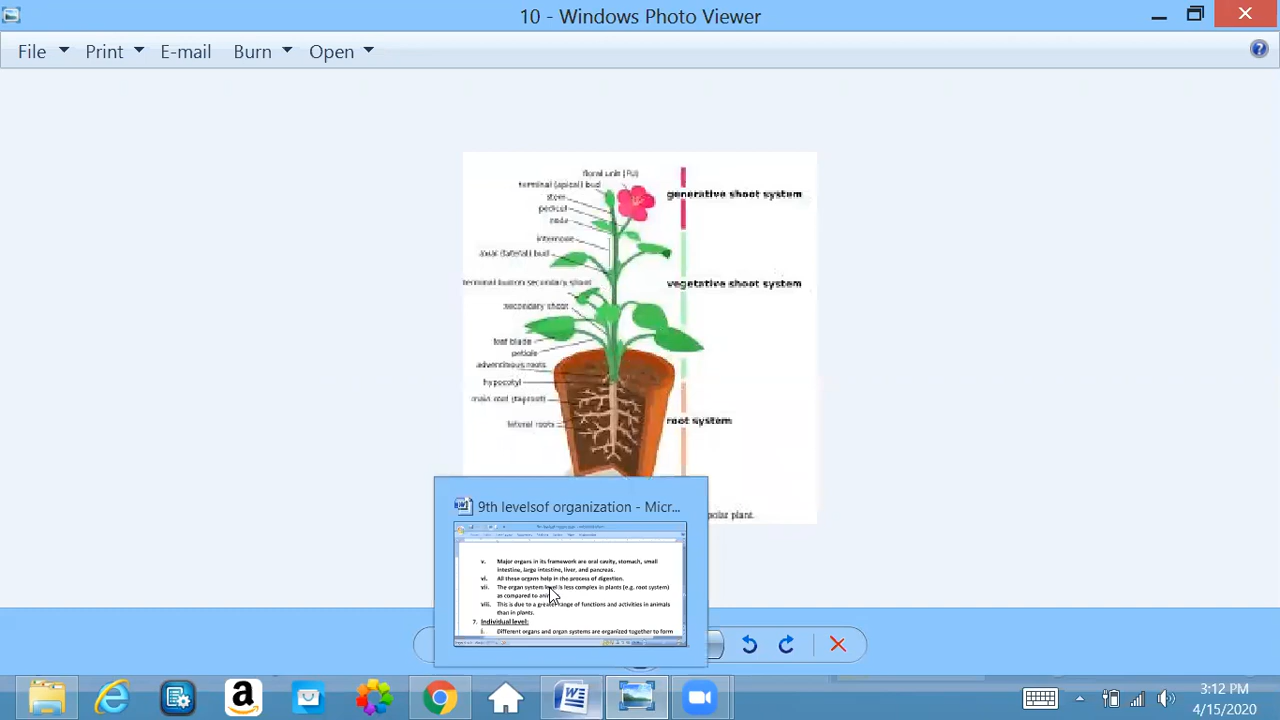 10 - Windows Photo Viewer
File Print E-mail Burn Open
floral unit (FU)
terminal (apical) bud
stem
pedicel
node
internode
axial (lateral) bud
secondary shoot
leaf blade
petiole
adventitious roots
hypocotyl
main root (taproot)
lateral roots
generative shoot system
vegetative shoot system
root system
plant.
9th levelsof organization - Micr...
v. Major organs in its framework are oral cavity, stomach, small
intestine, large intestine, liver, and pancreas.
vi. All these organs help in the process of digestion.
vii. The organ system level is less complex in plants (e.g. root system)
as compared to
viii. This is due to a greater range of functions and activities in animals
than in plants.
7. Individual level:
i. Different organs and organ systems are organized together to form
3:12 PM
4/15/2020